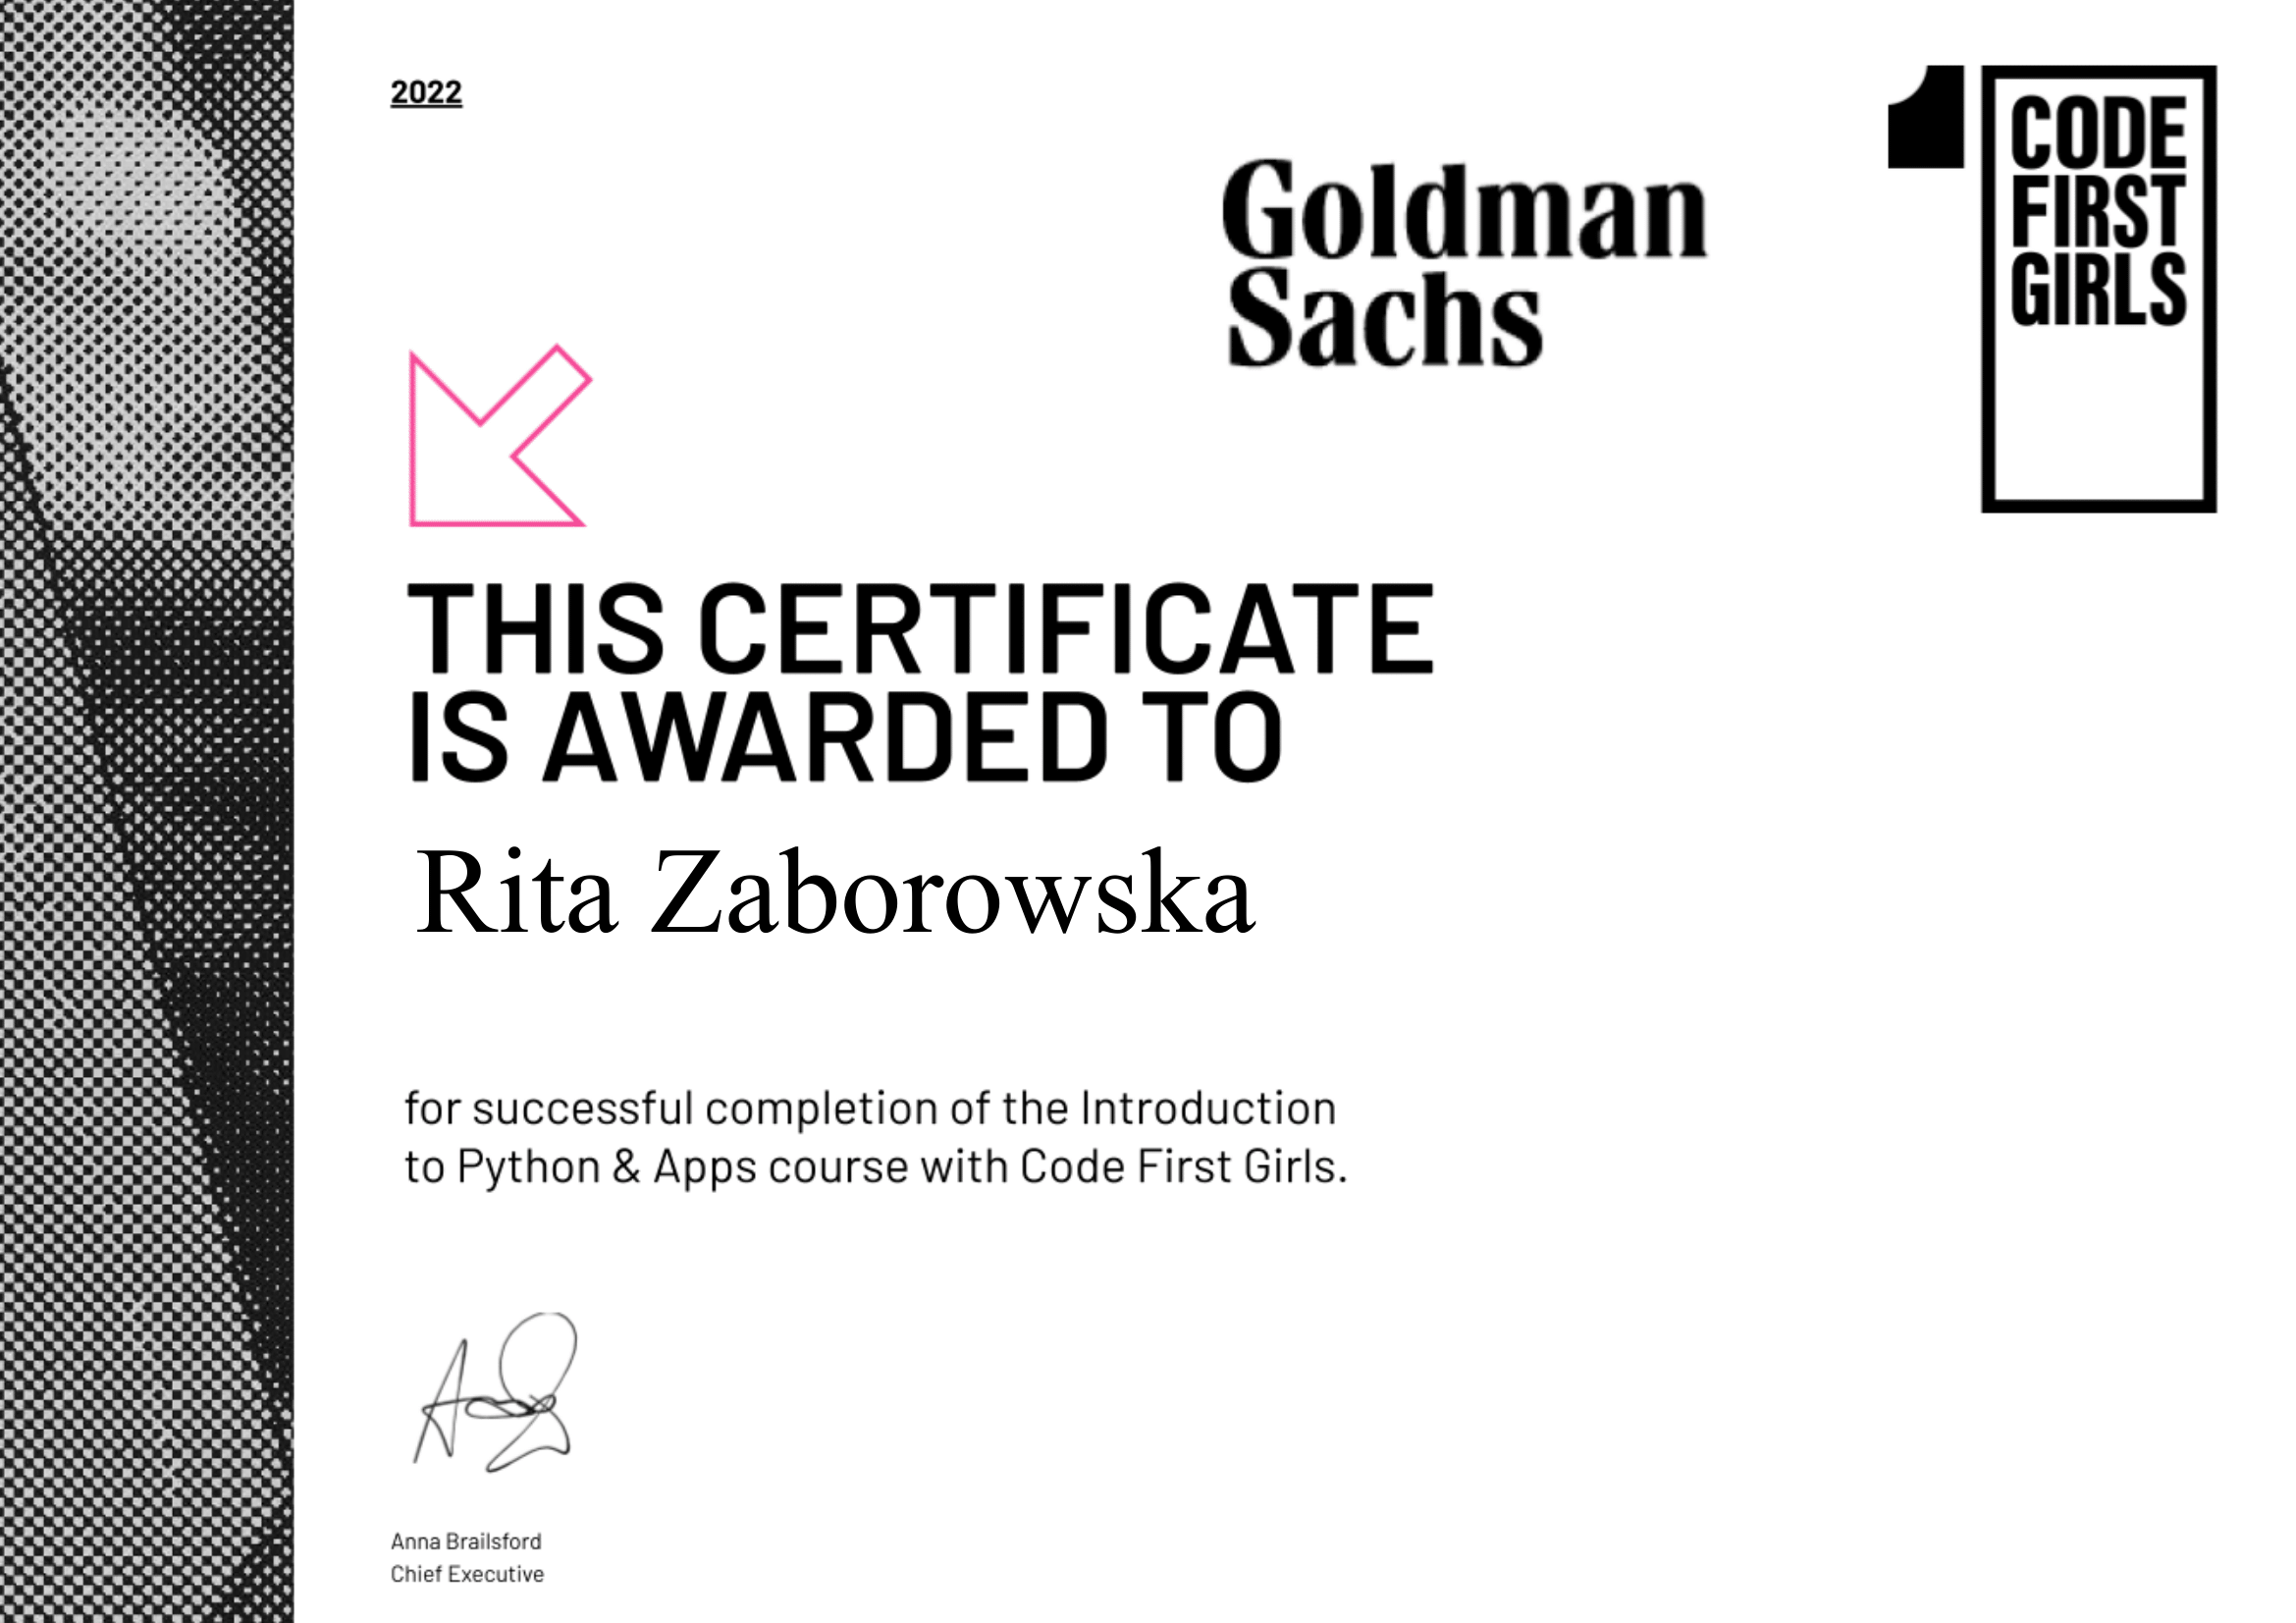 2022
Goldman
Sachs
CODE
FIRST
GIRLS
THIS CERTIFICATE
IS AWARDED TO
Rita Zaborowska
for successful completion of the Introduction
to Python & Apps course with Code First Girls.
Anna Brailsford
Chief Executive